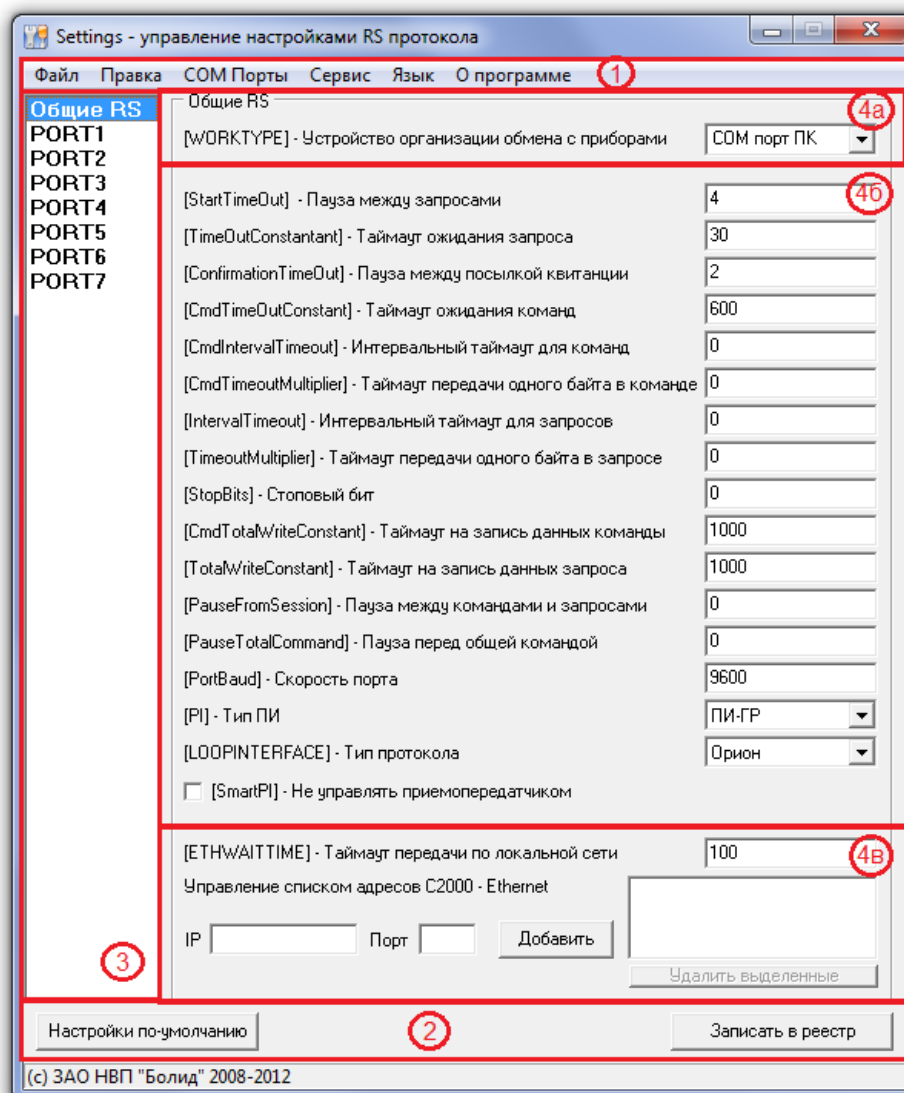 Settings - управление настройками RS протокола
Файл Правка COM Порты Сервис Язык О программе 1
Общие RS
PORT1
PORT2
PORT3
PORT4
PORT5
PORT6
PORT7
3
Общие RS 4а
[WORKTYPE] - Устройство организации обмена с приборами COM порт ПК
4б
[StartTimeOut] - Пауза между запросами 4
[TimeOutConstantant] - Таймаут ожидания запроса 30
[ConfirmationTimeOut] - Пауза между посылкой квитанции 2
[CmdTimeOutConstant] - Таймаут ожидания команд 600
[CmdIntervalTimeout] - Интервальный таймаут для команд 0
[CmdTimeoutMultiplier] - Таймаут передачи одного байта в команде 0
[IntervalTimeout] - Интервальный таймаут для запросов 0
[TimeoutMultiplier] - Таймаут передачи одного байта в запросе 0
[StopBits] - Стоповый бит 0
[CmdTotalWriteConstant] - Таймаут на запись данных команды 1000
[TotalWriteConstant] - Таймаут на запись данных запроса 1000
[PauseFromSession] - Пауза между командами и запросами 0
[PauseTotalCommand] - Пауза перед общей командой 0
[PortBaud] - Скорость порта 9600
[PI] - Тип ПИ ПИ-ГР
[LOOPINTERFACE] - Тип протокола Орион
[SmartPI] - Не управлять приемопередатчиком
[ETHWAITTIME] - Таймаут передачи по локальной сети 100 4в
Управление списком адресов C2000 - Ethernet
IP Порт Добавить
Удалить выделенные
Настройки по-умолчанию 2 Записать в реестр
(c) ЗАО НВП "Болид" 2008-2012